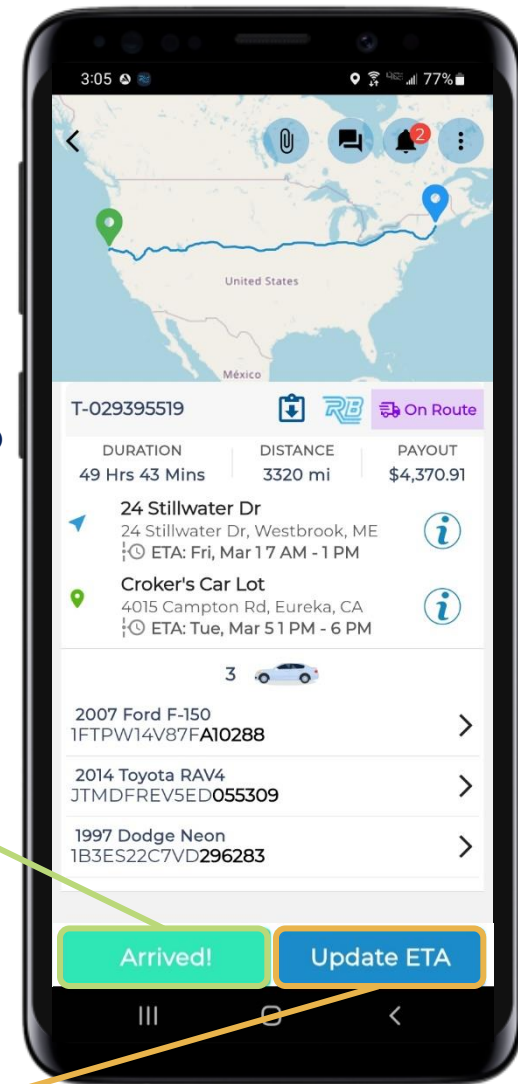 3:05 77%
2
United States
México
T-029395519 RB On Route
DURATION DISTANCE PAYOUT
49 Hrs 43 Mins 3320 mi $4,370.91
24 Stillwater Dr
24 Stillwater Dr, Westbrook, ME
ETA: Fri, Mar 1 7 AM - 1 PM
Croker's Car Lot
4015 Campton Rd, Eureka, CA
ETA: Tue, Mar 5 1 PM - 6 PM
3
2007 Ford F-150
1FTPW14V87FA10288
2014 Toyota RAV4
JTMDFREV5ED055309
1997 Dodge Neon
1B3ES22C7VD296283
Arrived! Update ETA